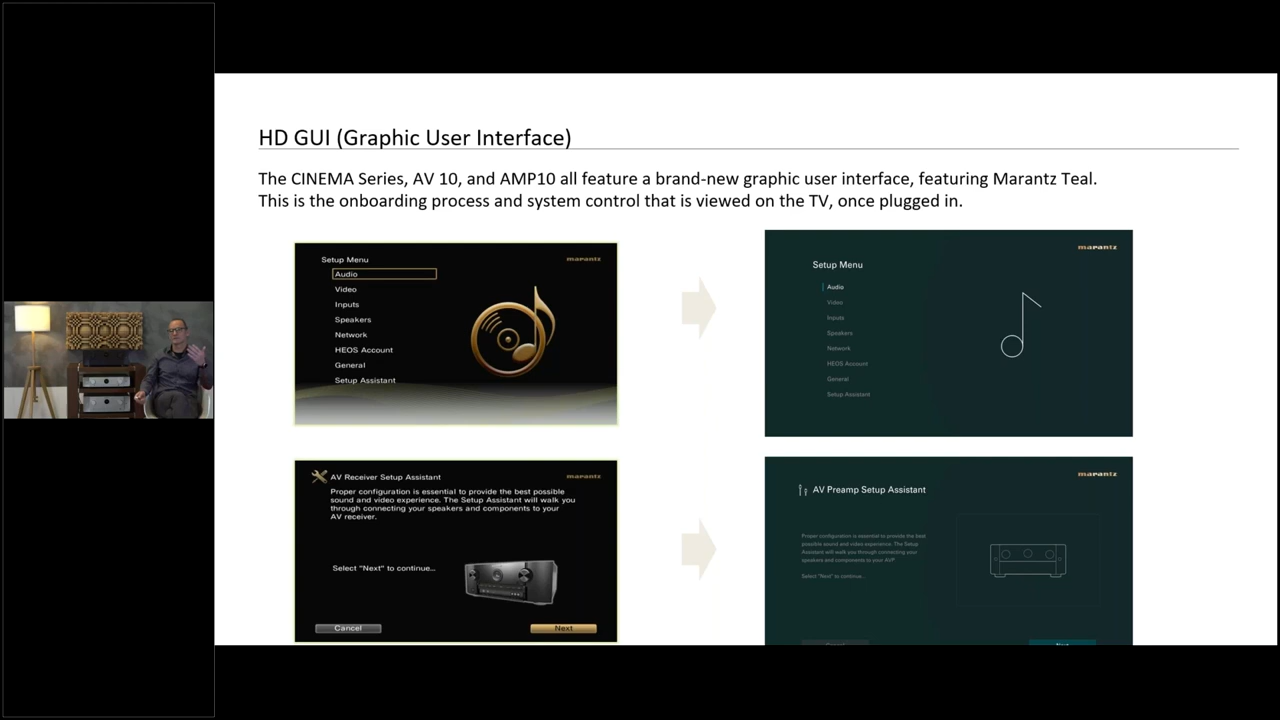 HD GUI (Graphic User Interface)
The CINEMA Series, AV 10, and AMP10 all feature a brand-new graphic user interface, featuring Marantz Teal.
This is the onboarding process and system control that is viewed on the TV, once plugged in.
Setup Menu
marantz
Audio
Video
Inputs
Speakers
Network
HEOS Account
General
Setup Assistant
marantz
Setup Menu
Audio
Video
Inputs
Speakers
Network
HEOS Account
General
Setup Assistant
AV Receiver Setup Assistant
marantz
Proper configuration is essential to provide the best possible
sound and video experience. The Setup Assistant will walk you
through connecting your speakers and components to your
AV receiver.
Select "Next" to continue...
Cancel
Next
marantz
AV Preamp Setup Assistant
Proper configuration is essential to provide the best
possible sound and video experience. The Setup
Assistant will walk you through connecting your
speakers and components to your AVP.
Select "Next" to continue...